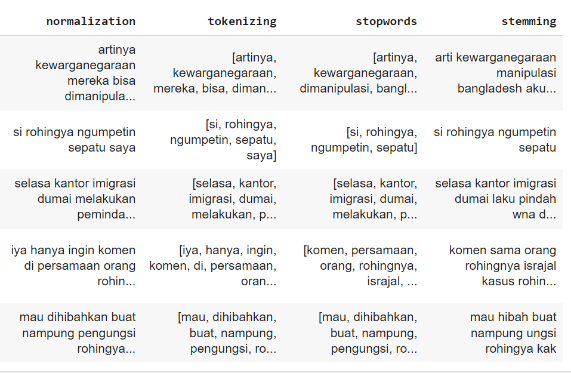 normalization tokenizing stopwords stemming
artinya kewarganegaraan mereka bisa dimanipula...
[artinya, kewarganegaraan, mereka, bisa, diman...
[artinya, kewarganegaraan, dimanipulasi, bangl...
arti kewarganegaraan manipulasi bangladesh aku...
si rohingya ngumpetin sepatu saya
[si, rohingya, ngumpetin, sepatu, saya]
[si, rohingya, ngumpetin, sepatu]
si rohingya ngumpetin sepatu
selasa kantor imigrasi dumai melakukan peminda...
[selasa, kantor, imigrasi, dumai, melakukan, p...
[selasa, kantor, imigrasi, dumai, melakukan, p...
selasa kantor imigrasi dumai laku pindah wna d...
iya hanya ingin komen di persamaan orang rohin...
[iya, hanya, ingin, komen, di, persamaan, oran...
[komen, persamaan, orang, rohingnya, israjal, ...
komen sama orang rohingnya israjal kasus rohin...
mau dihibahkan buat nampung pengungsi rohingya...
[mau, dihibahkan, buat, nampung, pengungsi, ro...
[mau, dihibahkan, buat, nampung, pengungsi, ro...
mau hibah buat nampung ungsi rohingya kak